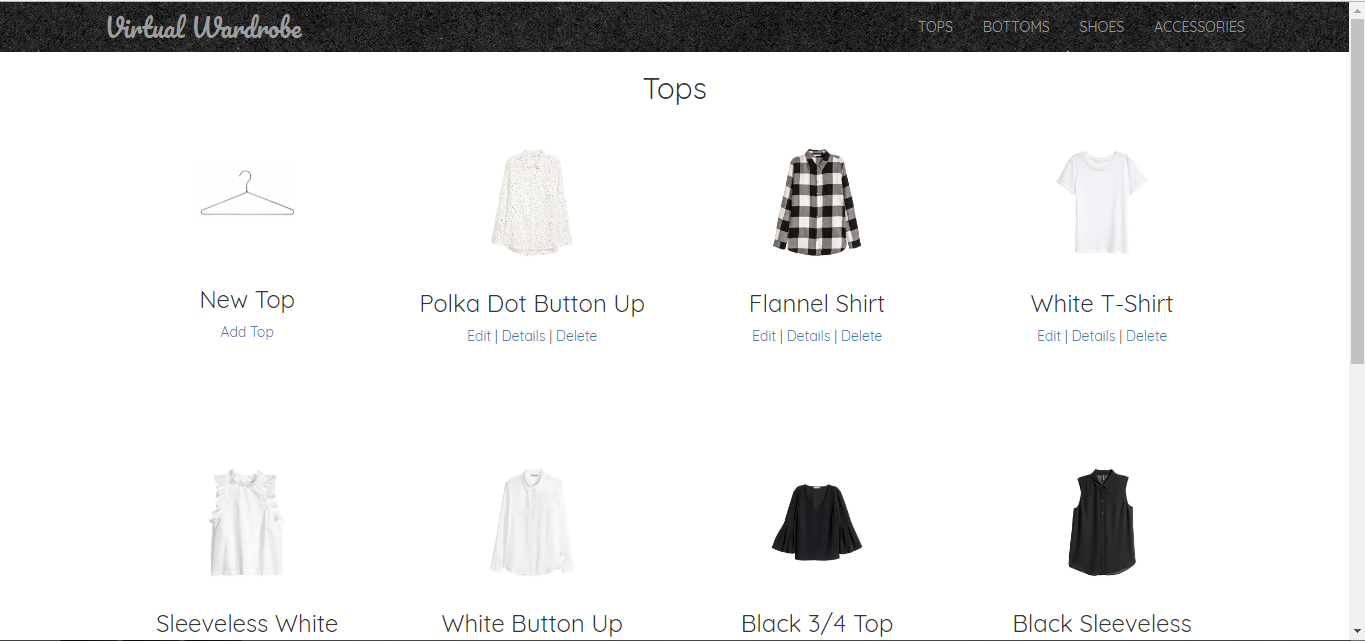 Virtual Wardrobe
TOPS BOTTOMS SHOES ACCESSORIES
Tops
New Top
Add Top
Polka Dot Button Up
Edit | Details | Delete
Flannel Shirt
Edit | Details | Delete
White T-Shirt
Edit | Details | Delete
Sleeveless White
White Button Up
Black 3/4 Top
Black Sleeveless